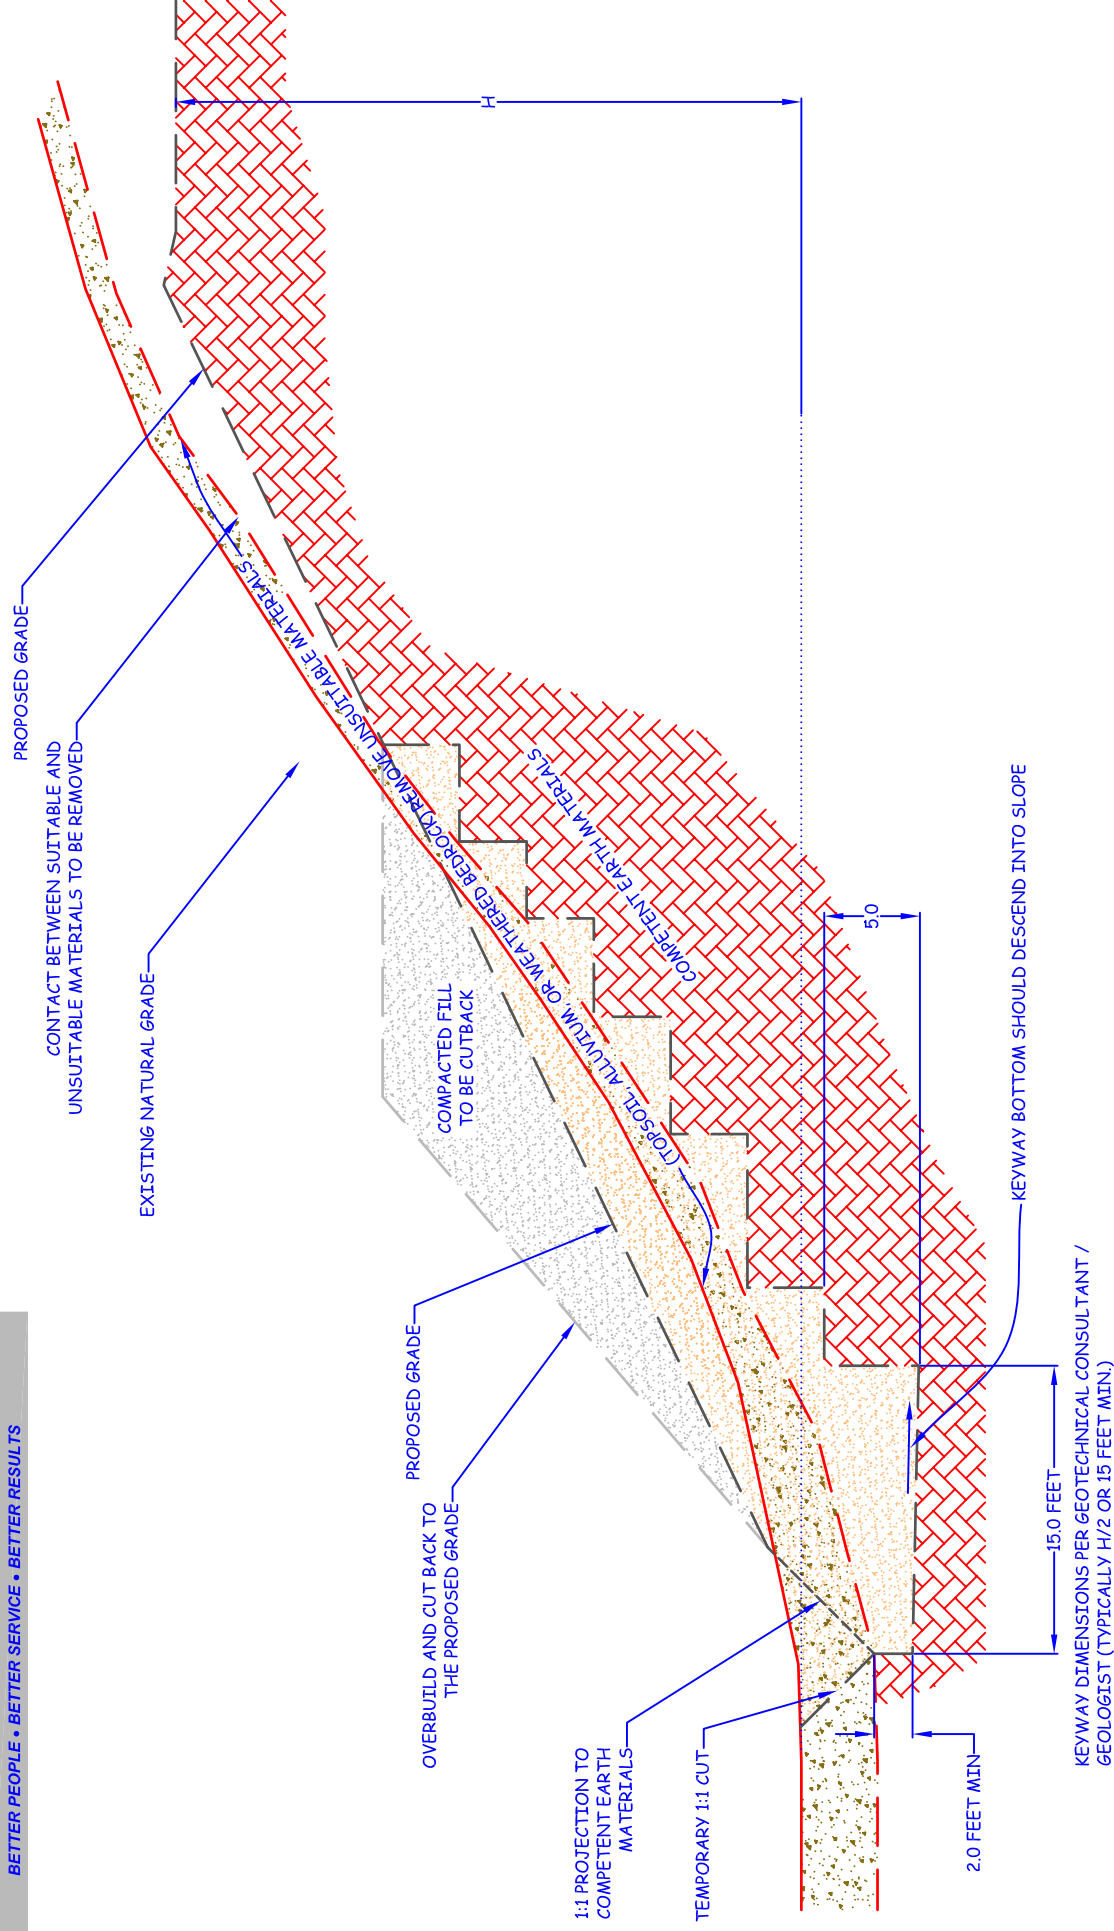 BETTER PEOPLE • BETTER SERVICE • BETTER RESULTS
PROPOSED GRADE
CONTACT BETWEEN SUITABLE AND
UNSUITABLE MATERIALS TO BE REMOVED
EXISTING NATURAL GRADE
REMOVE UNSUITABLE MATERIALS
(TOPSOIL, ALLUVIUM, OR WEATHERED BEDROCK)
COMPETENT EARTH MATERIALS
H
COMPACTED FILL
TO BE CUTBACK
PROPOSED GRADE
OVERBUILD AND CUT BACK TO
THE PROPOSED GRADE
1:1 PROJECTION TO
COMPETENT EARTH
MATERIALS
TEMPORARY 1:1 CUT
5.0
KEYWAY BOTTOM SHOULD DESCEND INTO SLOPE
2.0 FEET MIN
15.0 FEET
KEYWAY DIMENSIONS PER GEOTECHNICAL CONSULTANT /
GEOLOGIST (TYPICALLY H/2 OR 15 FEET MIN.)